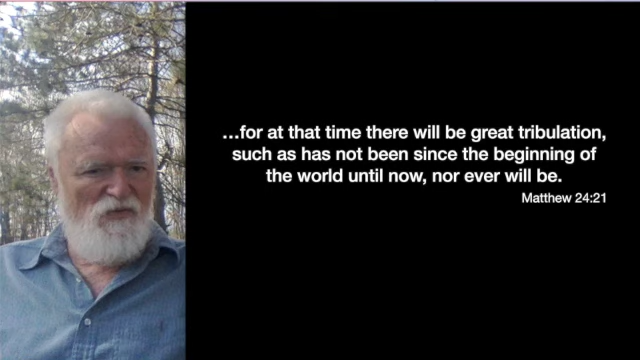 …for at that time there will be great tribulation,
such as has not been since the beginning of
the world until now, nor ever will be.
Matthew 24:21